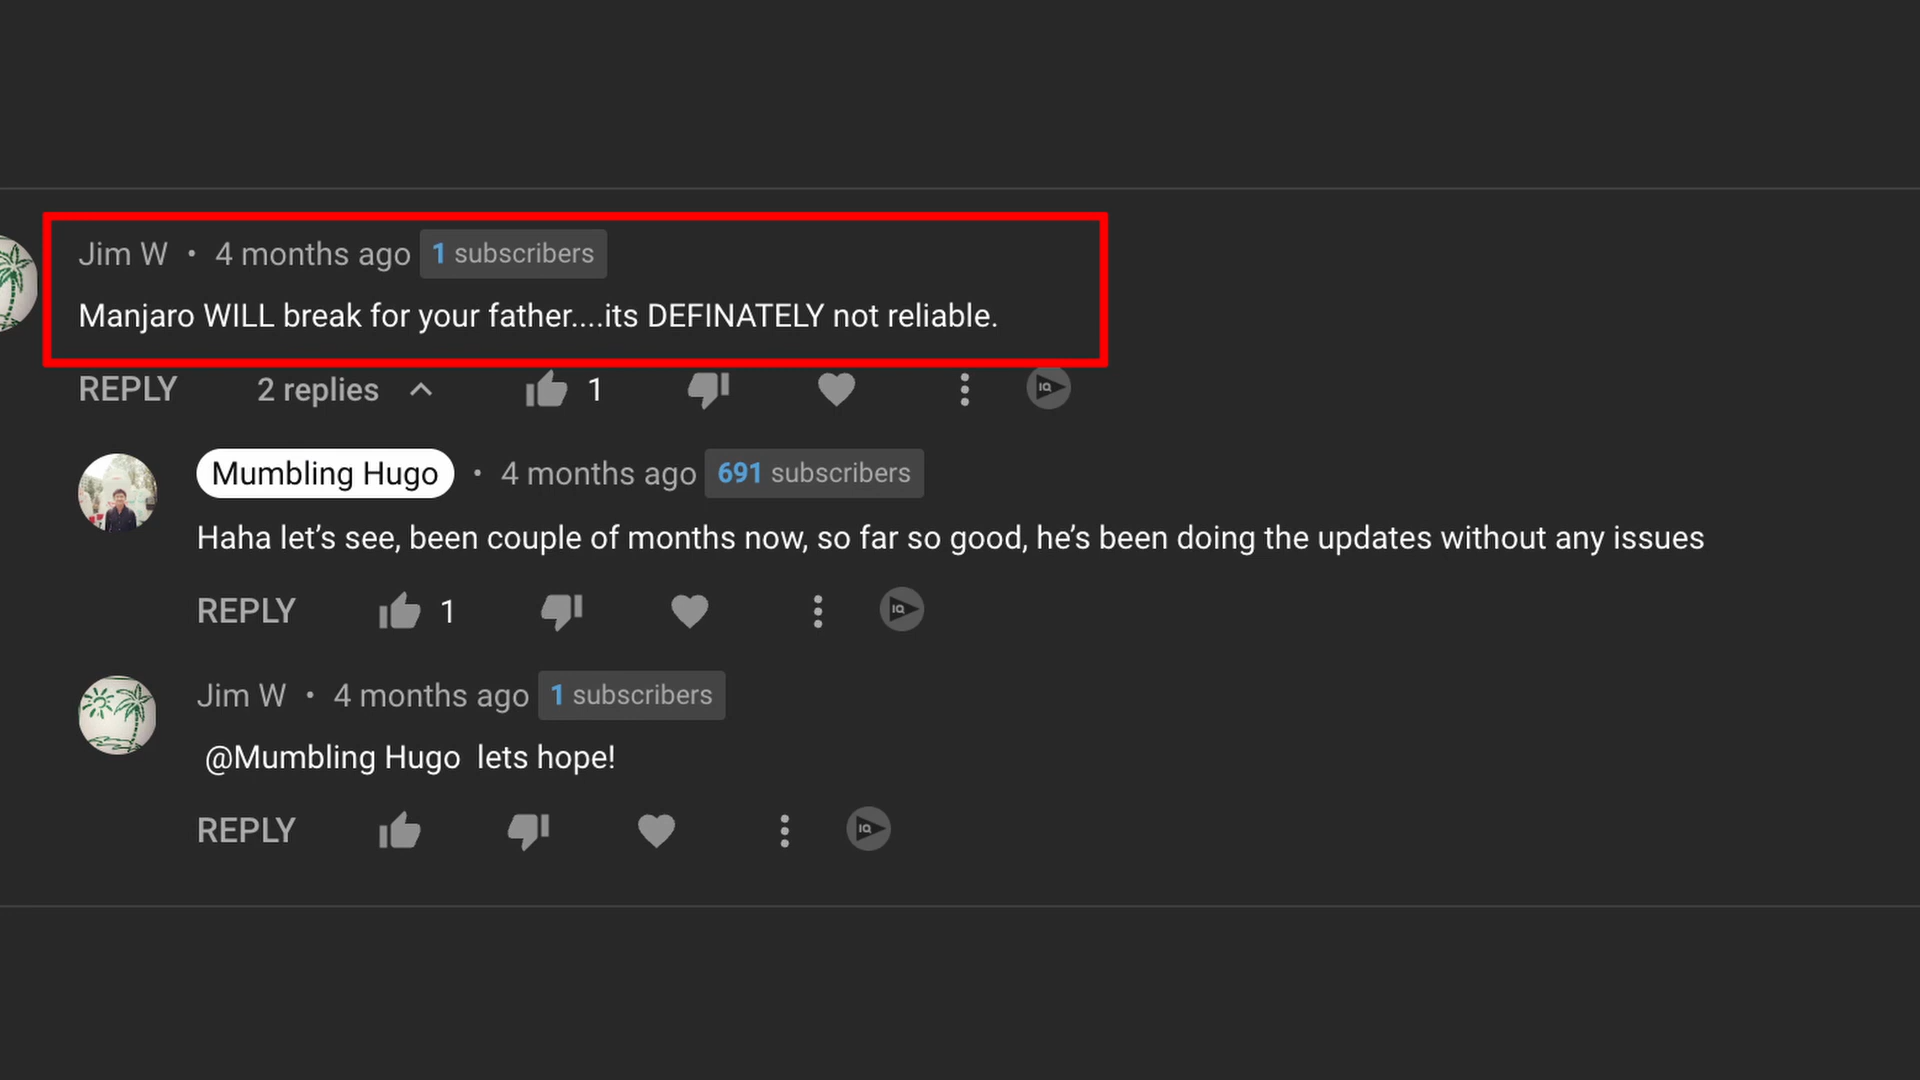 Jim W • 4 months ago 1 subscribers
Manjaro WILL break for your father....its DEFINATELY not reliable.
REPLY 2 replies 1 IQ
Mumbling Hugo • 4 months ago 691 subscribers
Haha let’s see, been couple of months now, so far so good, he’s been doing the updates without any issues
REPLY 1 IQ
Jim W • 4 months ago 1 subscribers
@Mumbling Hugo lets hope!
REPLY IQ